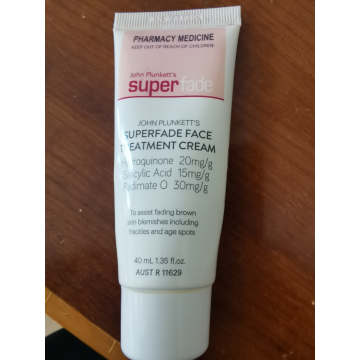 PHARMACY MEDICINE
KEEP OUT OF REACH OF CHILDREN
John Plunkett's
superfade
JOHN PLUNKETT'S
SUPERFADE FACE
TREATMENT CREAM
Hydroquinone 20mg/g
Salicylic Acid 15mg/g
Padimate O 30mg/g
To assist fading brown
skin blemishes including
freckles and age spots
40 mL 1.35 fl.oz.
AUST R 11629